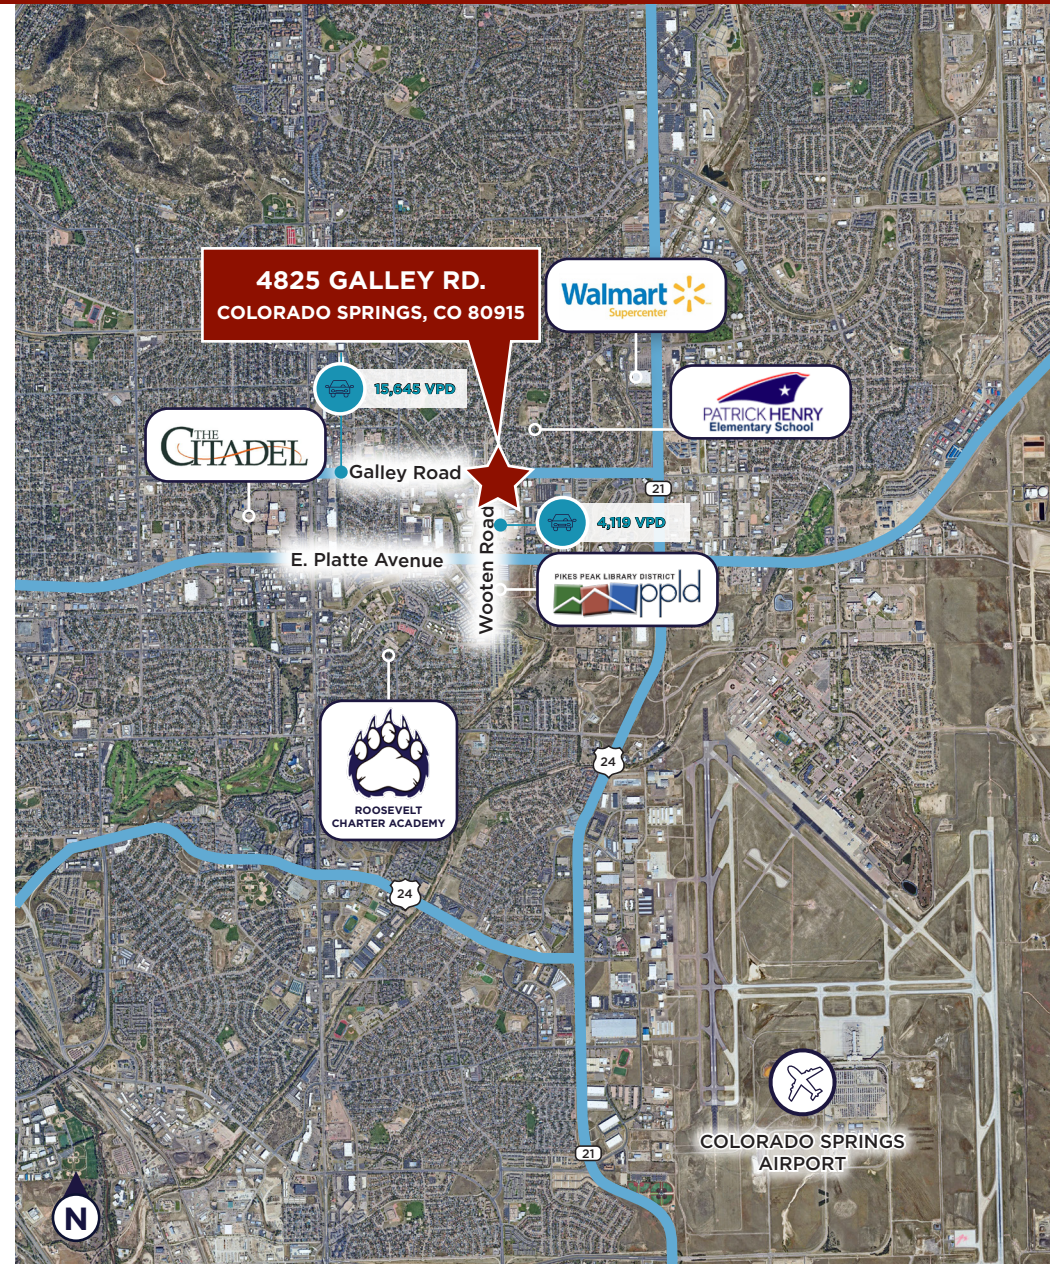 4825 GALLEY RD.
COLORADO SPRINGS, CO 80915
Walmart
Supercenter
15,645 VPD
PATRICK HENRY
Elementary School
THE
CITADEL
Galley Road
21
Wooten Road
4,119 VPD
E. Platte Avenue
PIKES PEAK LIBRARY DISTRICT
ppld
24
ROOSEVELT
CHARTER ACADEMY
24
COLORADO SPRINGS
AIRPORT
21
N